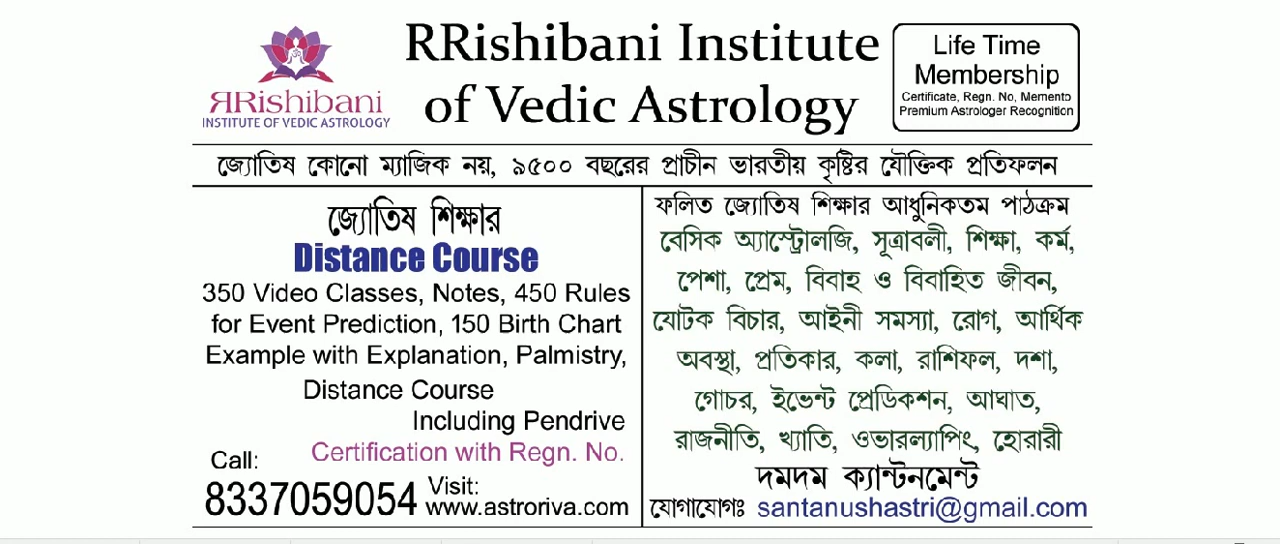 RRishibani
INSTITUTE OF VEDIC ASTROLOGY
RRishibani Institute
of Vedic Astrology
Life Time
Membership
Certificate, Regn. No, Memento
Premium Astrologer Recognition
জ্যোতিষ কোনো ম্যাজিক নয়, ৯৫০০ বছরের প্রাচীন ভারতীয় কৃষ্টির যৌক্তিক প্রতিফলন
জ্যোতিষ শিক্ষার
Distance Course
350 Video Classes, Notes, 450 Rules
for Event Prediction, 150 Birth Chart
Example with Explanation, Palmistry,
Distance Course
Including Pendrive
Certification with Regn. No.
Call:
8337059054
Visit:
www.astroriva.com
ফলিত জ্যোতিষ শিক্ষার আধুনিকতম পাঠক্রম
বেসিক অ্যাস্ট্রোলজি, সূত্রাবলী, শিক্ষা, কর্ম,
পেশা, প্রেম, বিবাহ ও বিবাহিত জীবন,
যোটক বিচার, আইনী সমস্যা, রোগ, আর্থিক
অবস্থা, প্রতিকার, কলা, রাশিফল, দশা,
গোচর, ইভেন্ট প্রেডিকশন, আঘাত,
রাজনীতি, খ্যাতি, ওভারল্যাপিং, হোরারী
দমদম ক্যান্টনমেন্ট
যোগাযোগঃ santanushastri@gmail.com